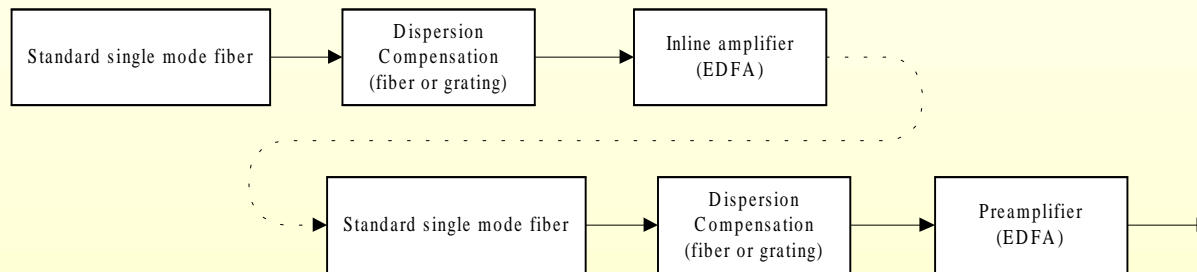 Standard single mode fiber
Dispersion
Compensation
(fiber or grating)
Inline amplifier
(EDFA)
Standard single mode fiber
Dispersion
Compensation
(fiber or grating)
Preamplifier
(EDFA)